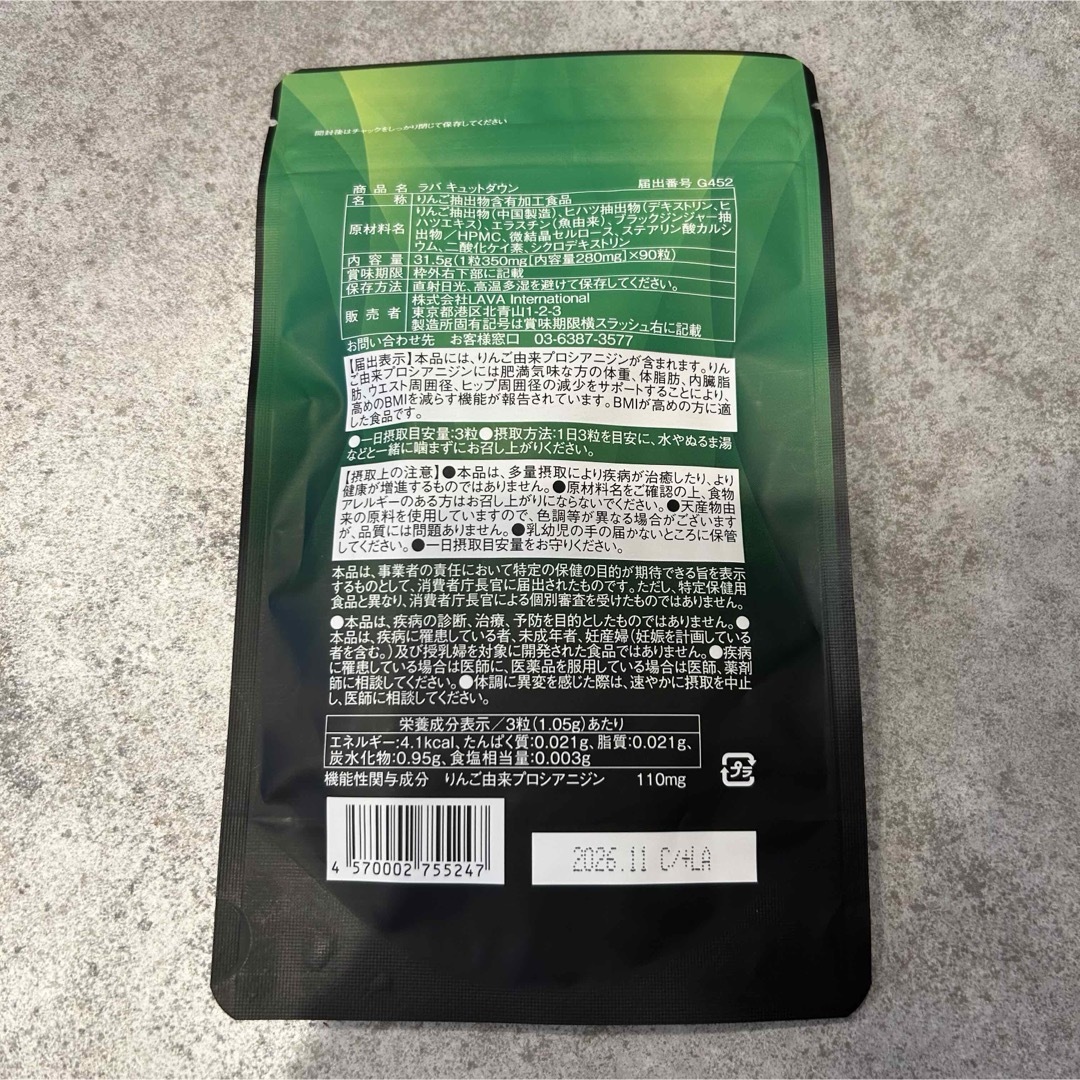 開封後はチャックをしっかり閉じて保存してください
商品名 ラバ キュットダウン 届出番号 G452
名称 りんご抽出物含有加工食品
原材料名 りんご抽出物(中国製造)、ヒハツ抽出物(デキストリン、ヒ
ハツエキス)、エラスチン(魚由来)、ブラックジンジャー抽
出物/HPMC、微結晶セルロース、ステアリン酸カルシ
ウム、二酸化ケイ素、シクロデキストリン
内容量 31.5g(1粒350mg[内容量280mg]×90粒)
賞味期限 枠外右下部に記載
保存方法 直射日光、高温多湿を避けて保存してください。
販売者 株式会社LAVA International
東京都港区北青山1-2-3
製造所固有記号は賞味期限横スラッシュ右に記載
お問い合わせ先 お客様窓口 03-6387-3577
【届出表示】本品には、りんご由来プロシアニジンが含まれます。りん
ご由来プロシアニジンには肥満気味な方の体重、体脂肪、内臓脂
肪、ウエスト周囲径、ヒップ周囲径の減少をサポートすることにより、
高めのBMIを減らす機能が報告されています。BMIが高めの方に適
した食品です。
●一日摂取目安量:3粒●摂取方法:1日3粒を目安に、水やぬるま湯
などと一緒に噛まずにお召し上がりください。
【摂取上の注意】●本品は、多量摂取により疾病が治癒したり、より
健康が増進するものではありません。●原材料名をご確認の上、食物
アレルギーのある方はお召し上がりにならないでください。●天産物由
来の原料を使用していますので、色調等が異なる場合がございます
が、品質には問題ありません。●乳幼児の手の届かないところに保管
してください。●一日摂取目安量をお守りください。
本品は、事業者の責任において特定の保健の目的が期待できる旨を表示
するものとして、消費者庁長官に届出されたものです。ただし、特定保健用
食品と異なり、消費者庁長官による個別審査を受けたものではありません。
●本品は、疾病の診断、治療、予防を目的としたものではありません。●
本品は、疾病に罹患している者、未成年者、妊産婦(妊娠を計画している
者を含む。)及び授乳婦を対象に開発された食品ではありません。●疾病
に罹患している場合は医師に、医薬品を服用している場合は医師、薬剤
師に相談してください。●体調に異変を感じた際は、速やかに摂取を中止
し、医師に相談してください。
栄養成分表示/3粒(1.05g)あたり
エネルギー:4.1kcal、たんぱく質:0.021g、脂質:0.021g、
炭水化物:0.95g、食塩相当量:0.003g
機能性関与成分 りんご由来プロシアニジン 110mg
プラ
4 570002 755247
2026.11 C/+LA